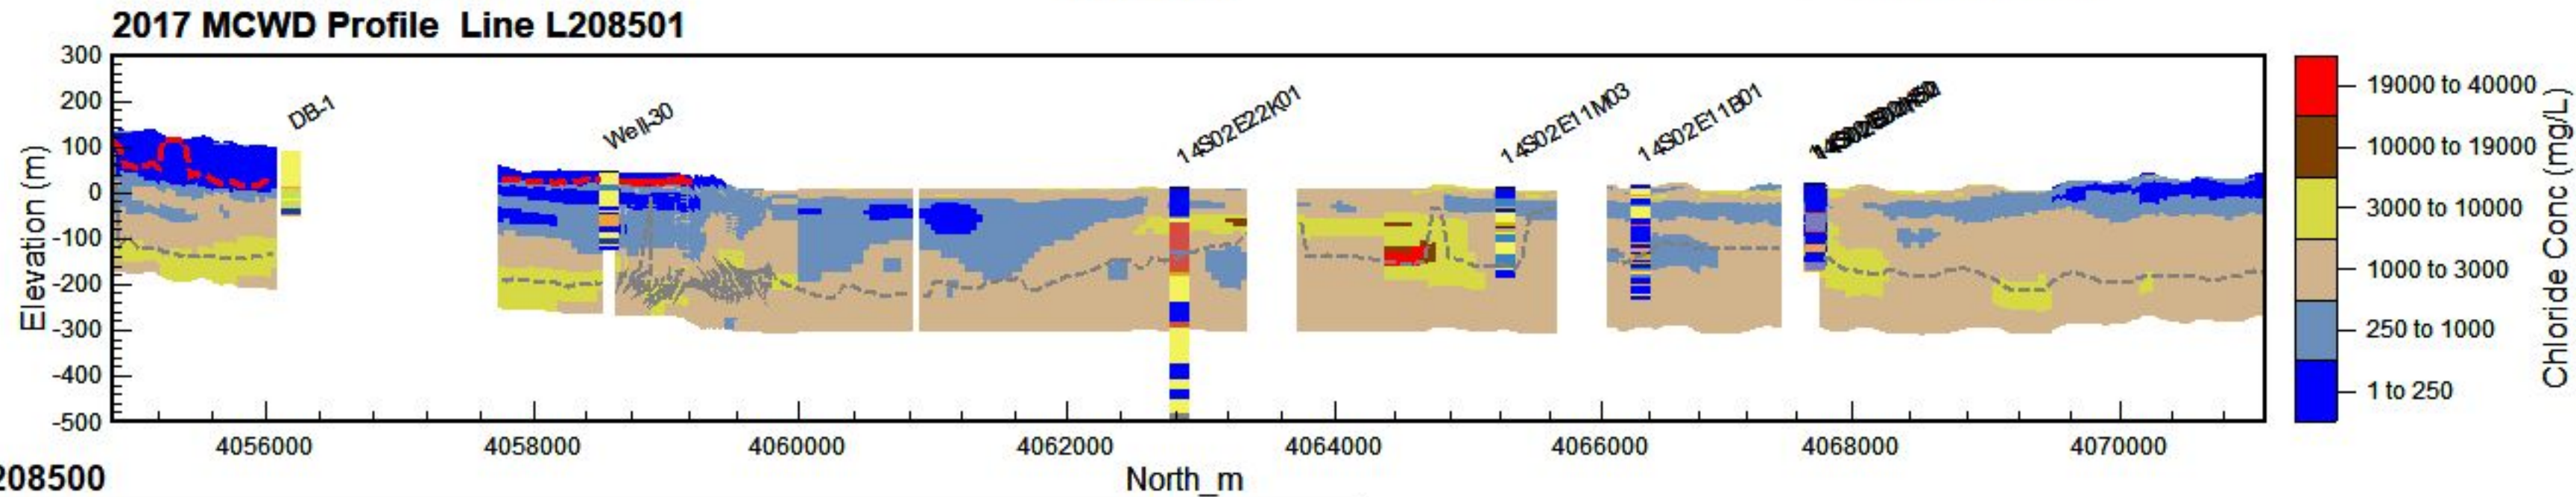 2017 MCWD Profile Line L208501
300
200
100
0
-100
-200
-300
-400
-500
Elevation (m)
DB-1
Well-30
14S02E22K01
14S02E11M03
14S02E11B01
4056000
4058000
4060000
4062000
4064000
4066000
4068000
4070000
North_m
19000 to 40000
10000 to 19000
3000 to 10000
1000 to 3000
250 to 1000
1 to 250
Chloride Conc (mg/L)
208500